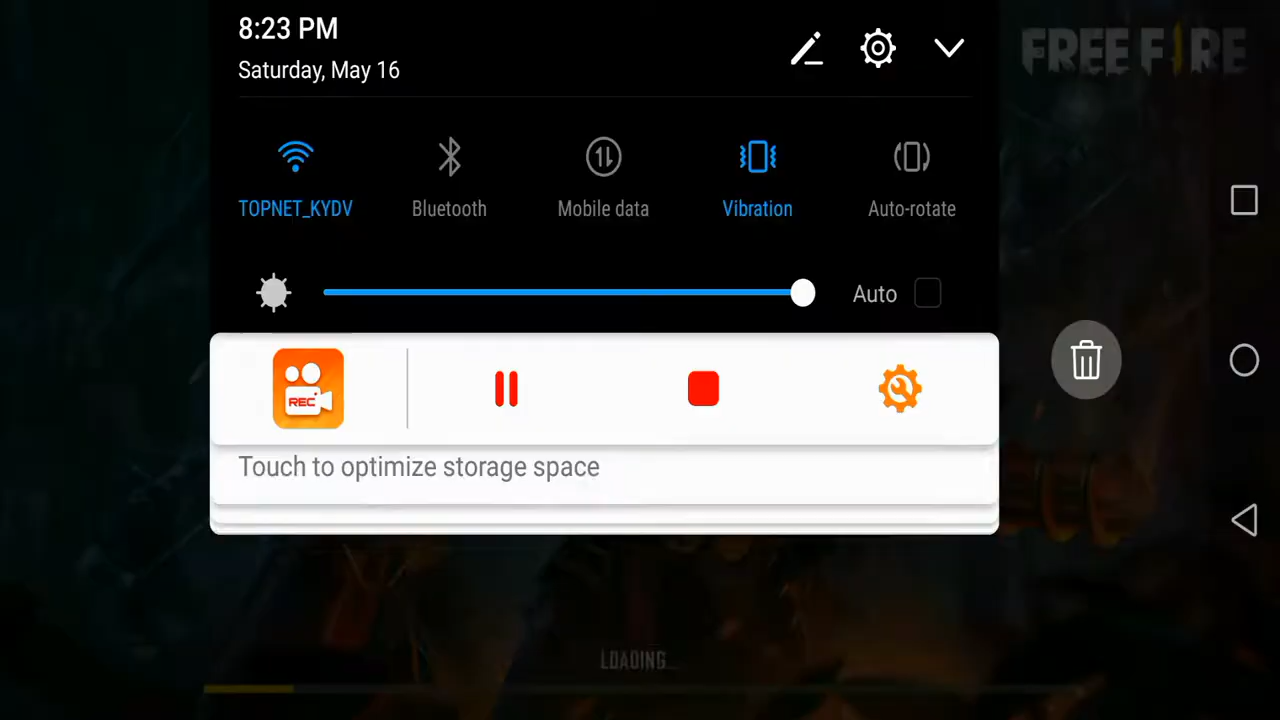 8:23 PM
Saturday, May 16
FREE FIRE
TOPNET_KYDV
Bluetooth
Mobile data
Vibration
Auto-rotate
Auto
REC
Touch to optimize storage space
LOADING...